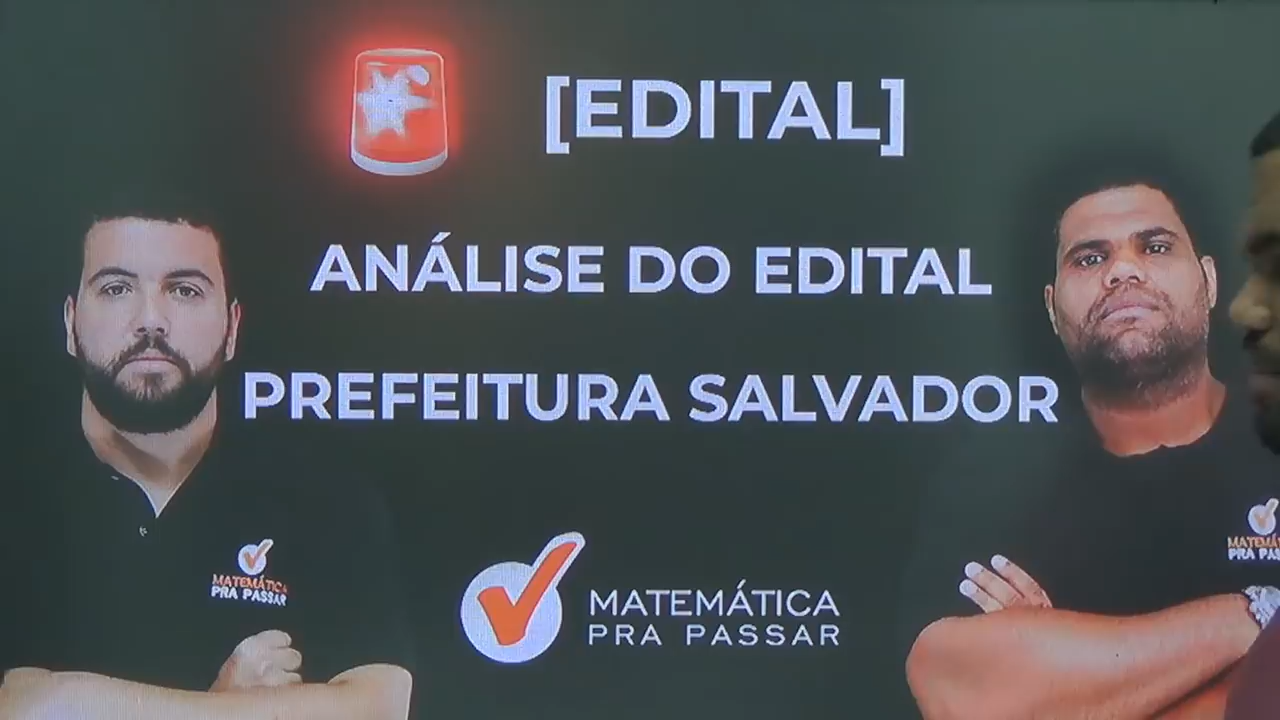 [EDITAL]
ANÁLISE DO EDITAL
PREFEITURA SALVADOR
MATEMÁTICA
PRA PASSAR
MATEMÁTICA
PRA PASSAR